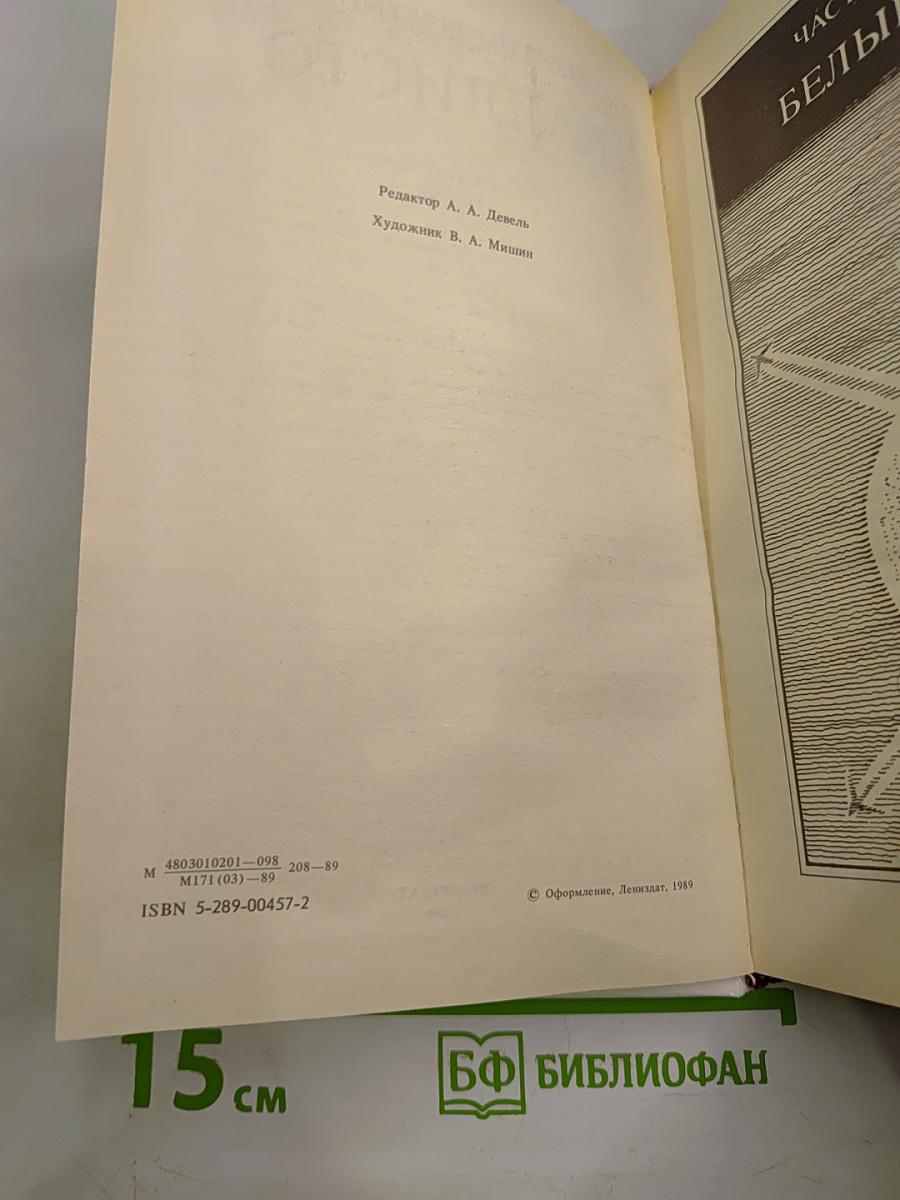 Редактор А. А. Девель
Художник В. А. Мишин
М 4803010201—098 208—89
М171(03)—89
ISBN 5-289-00457-2
© Оформление, Лениздат, 1989
ЧАСТ
БЕЛЫ
15 см
БФ БИБЛИОФАН